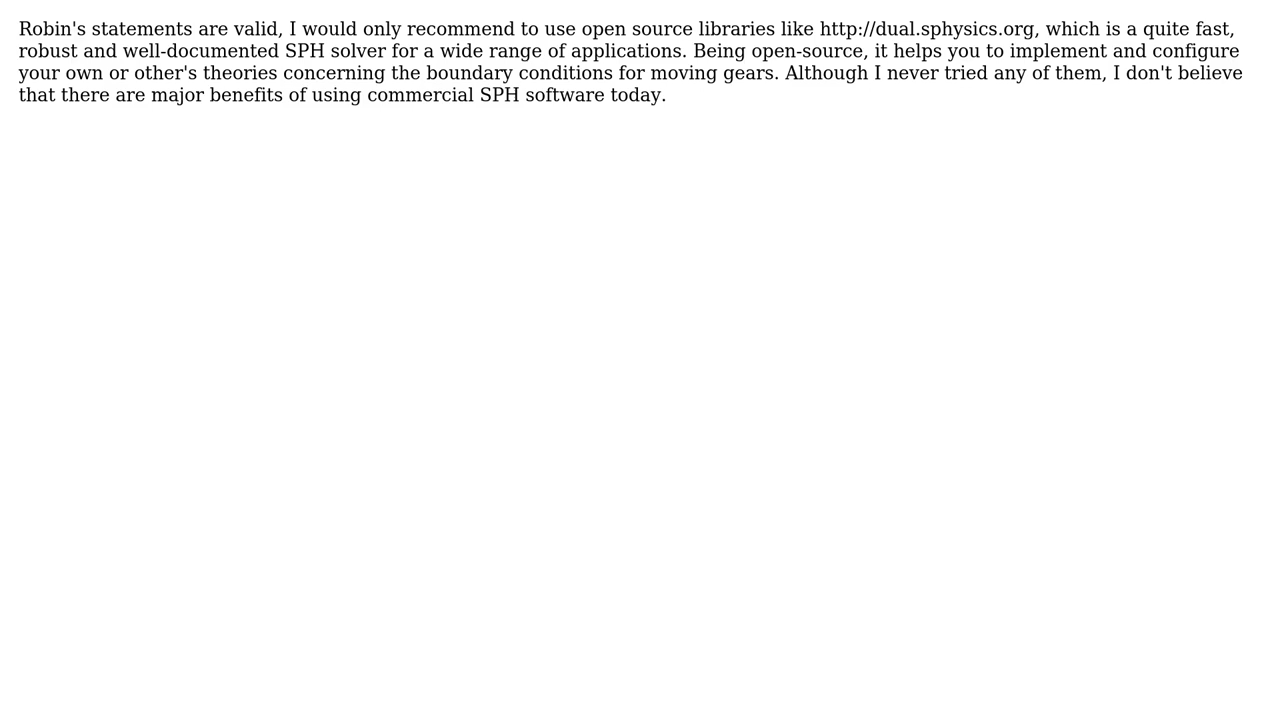 Robin's statements are valid, I would only recommend to use open source libraries like http://dual.sphysics.org, which is a quite fast,
robust and well-documented SPH solver for a wide range of applications. Being open-source, it helps you to implement and configure
your own or other's theories concerning the boundary conditions for moving gears. Although I never tried any of them, I don't believe
that there are major benefits of using commercial SPH software today.